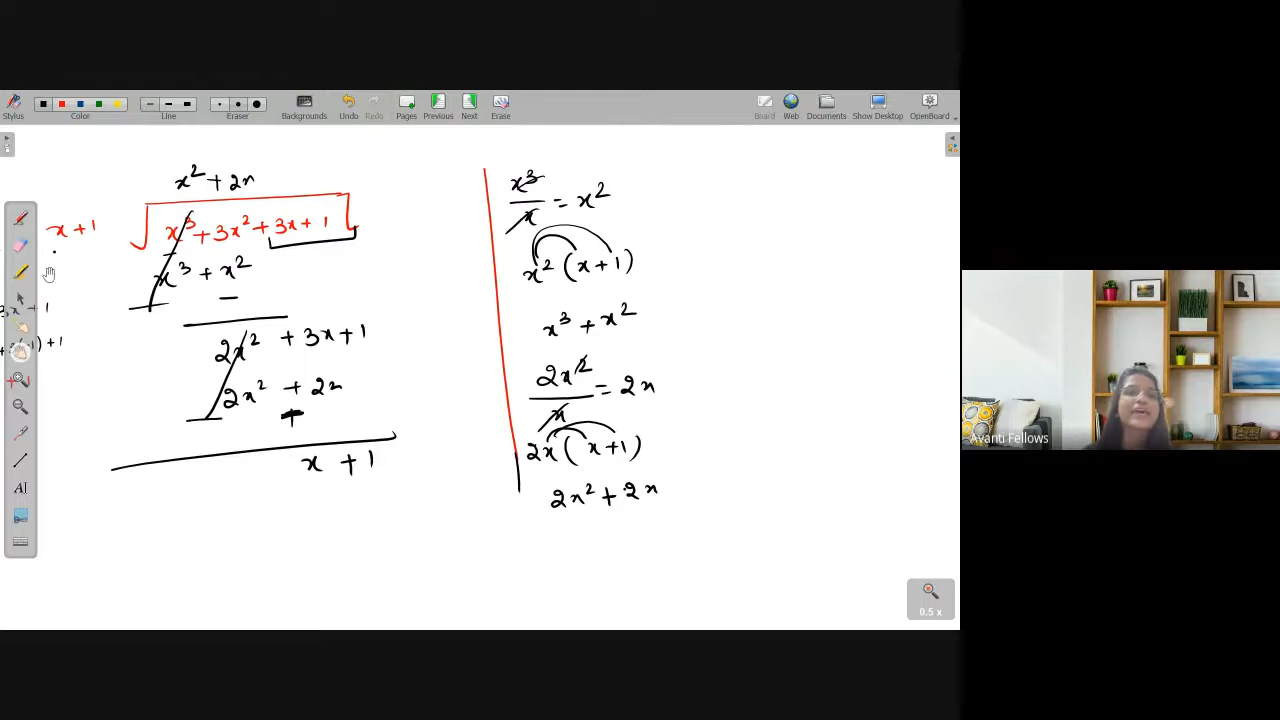 Stylus
Color
Line
Eraser
Backgrounds
Undo
Redo
Pages
Previous
Next
Erase
Board
Web
Documents
Show Desktop
OpenBoard
x² + 2x
x + 1
x³ + 3x² + 3x + 1
x³ + x²
−
2x² + 3x + 1
2x² + 2x
x + 1
x³
— = x²
x
x² (x + 1)
x³ + x²
2x²
— = 2x
x
2x (x + 1)
2x² + 2x
Avanti Fellows
0.5 x